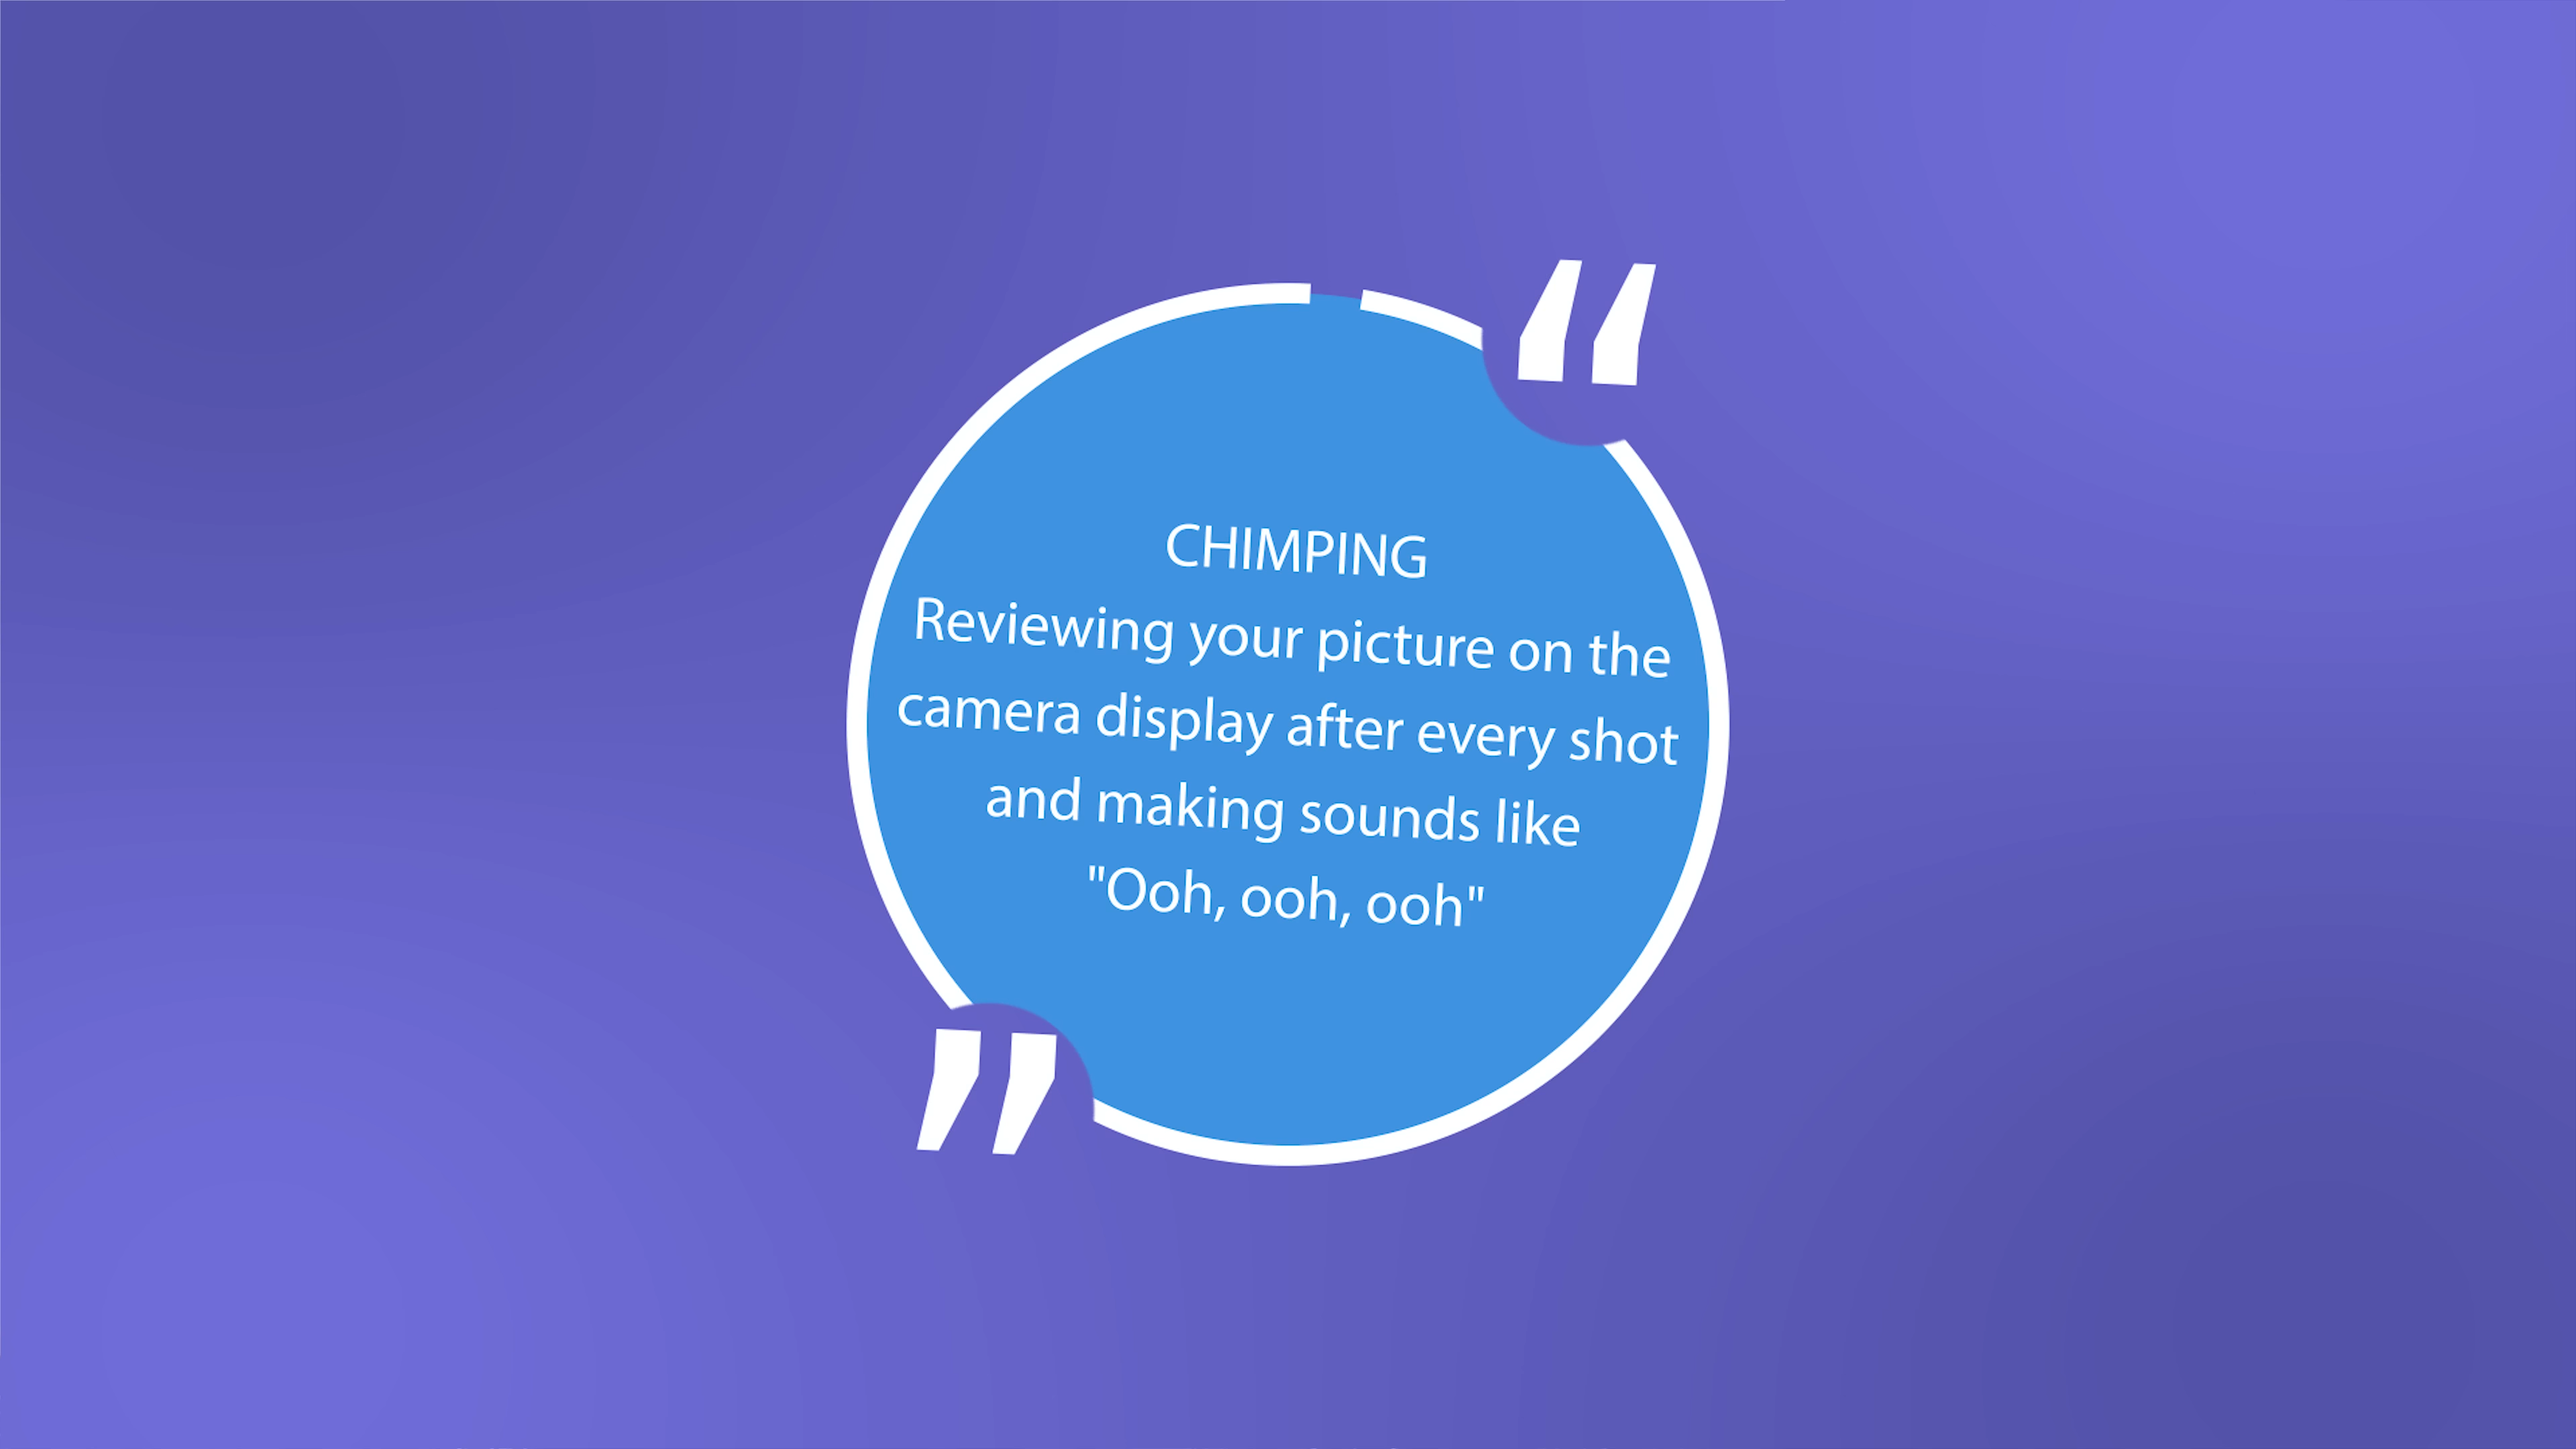 CHIMPING
Reviewing your picture on the
camera display after every shot
and making sounds like
"Ooh, ooh, ooh"